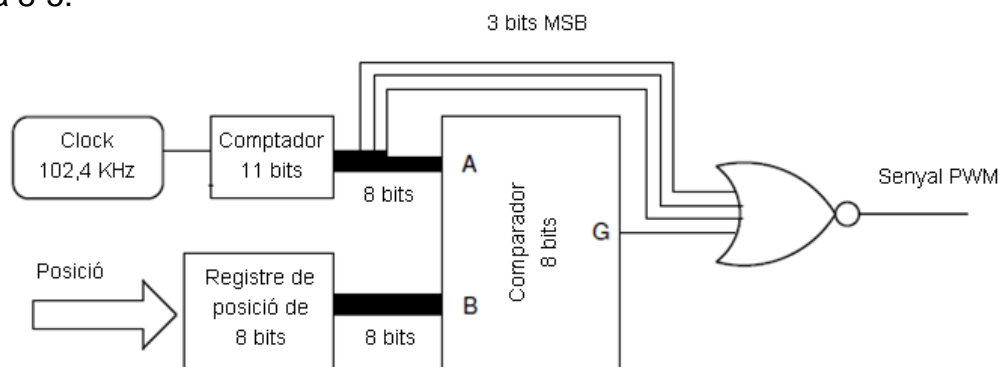 3 bits MSB
Clock
102,4 KHz
Comptador
11 bits
8 bits
A
Comparador
8 bits
G
Senyal PWM
Posició
Registre de
posició de
8 bits
8 bits
B